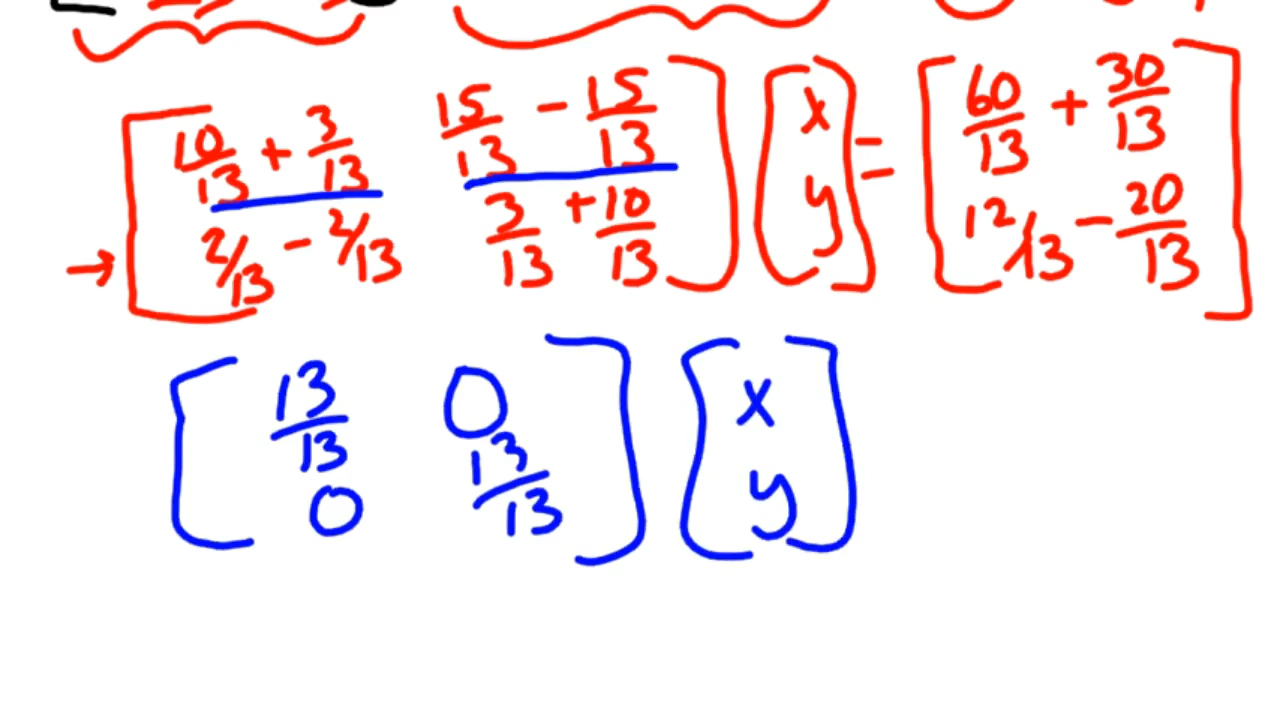 [ 10/13 + 3/13 15/13 - 15/13 ] [ x ] = [ 60/13 + 30/13 ]
→ [ 2/13 - 2/13 3/13 + 10/13 ] [ y ] [ 12/13 - 20/13 ]
[ 13/13 0 ] [ x ]
[ 0 13/13 ] [ y ]